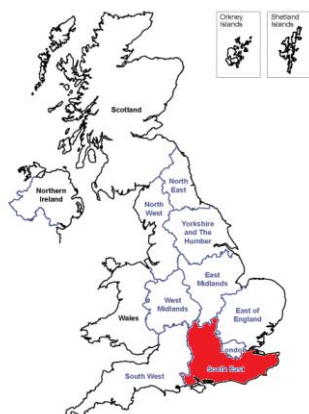 Orkney
Islands
Shetland
Islands
Scotland
Northern
Ireland
North
East
North
West
Yorkshire
and The
Humber
East
Midlands
West
Midlands
Wales
East of
England
London
South East
South West